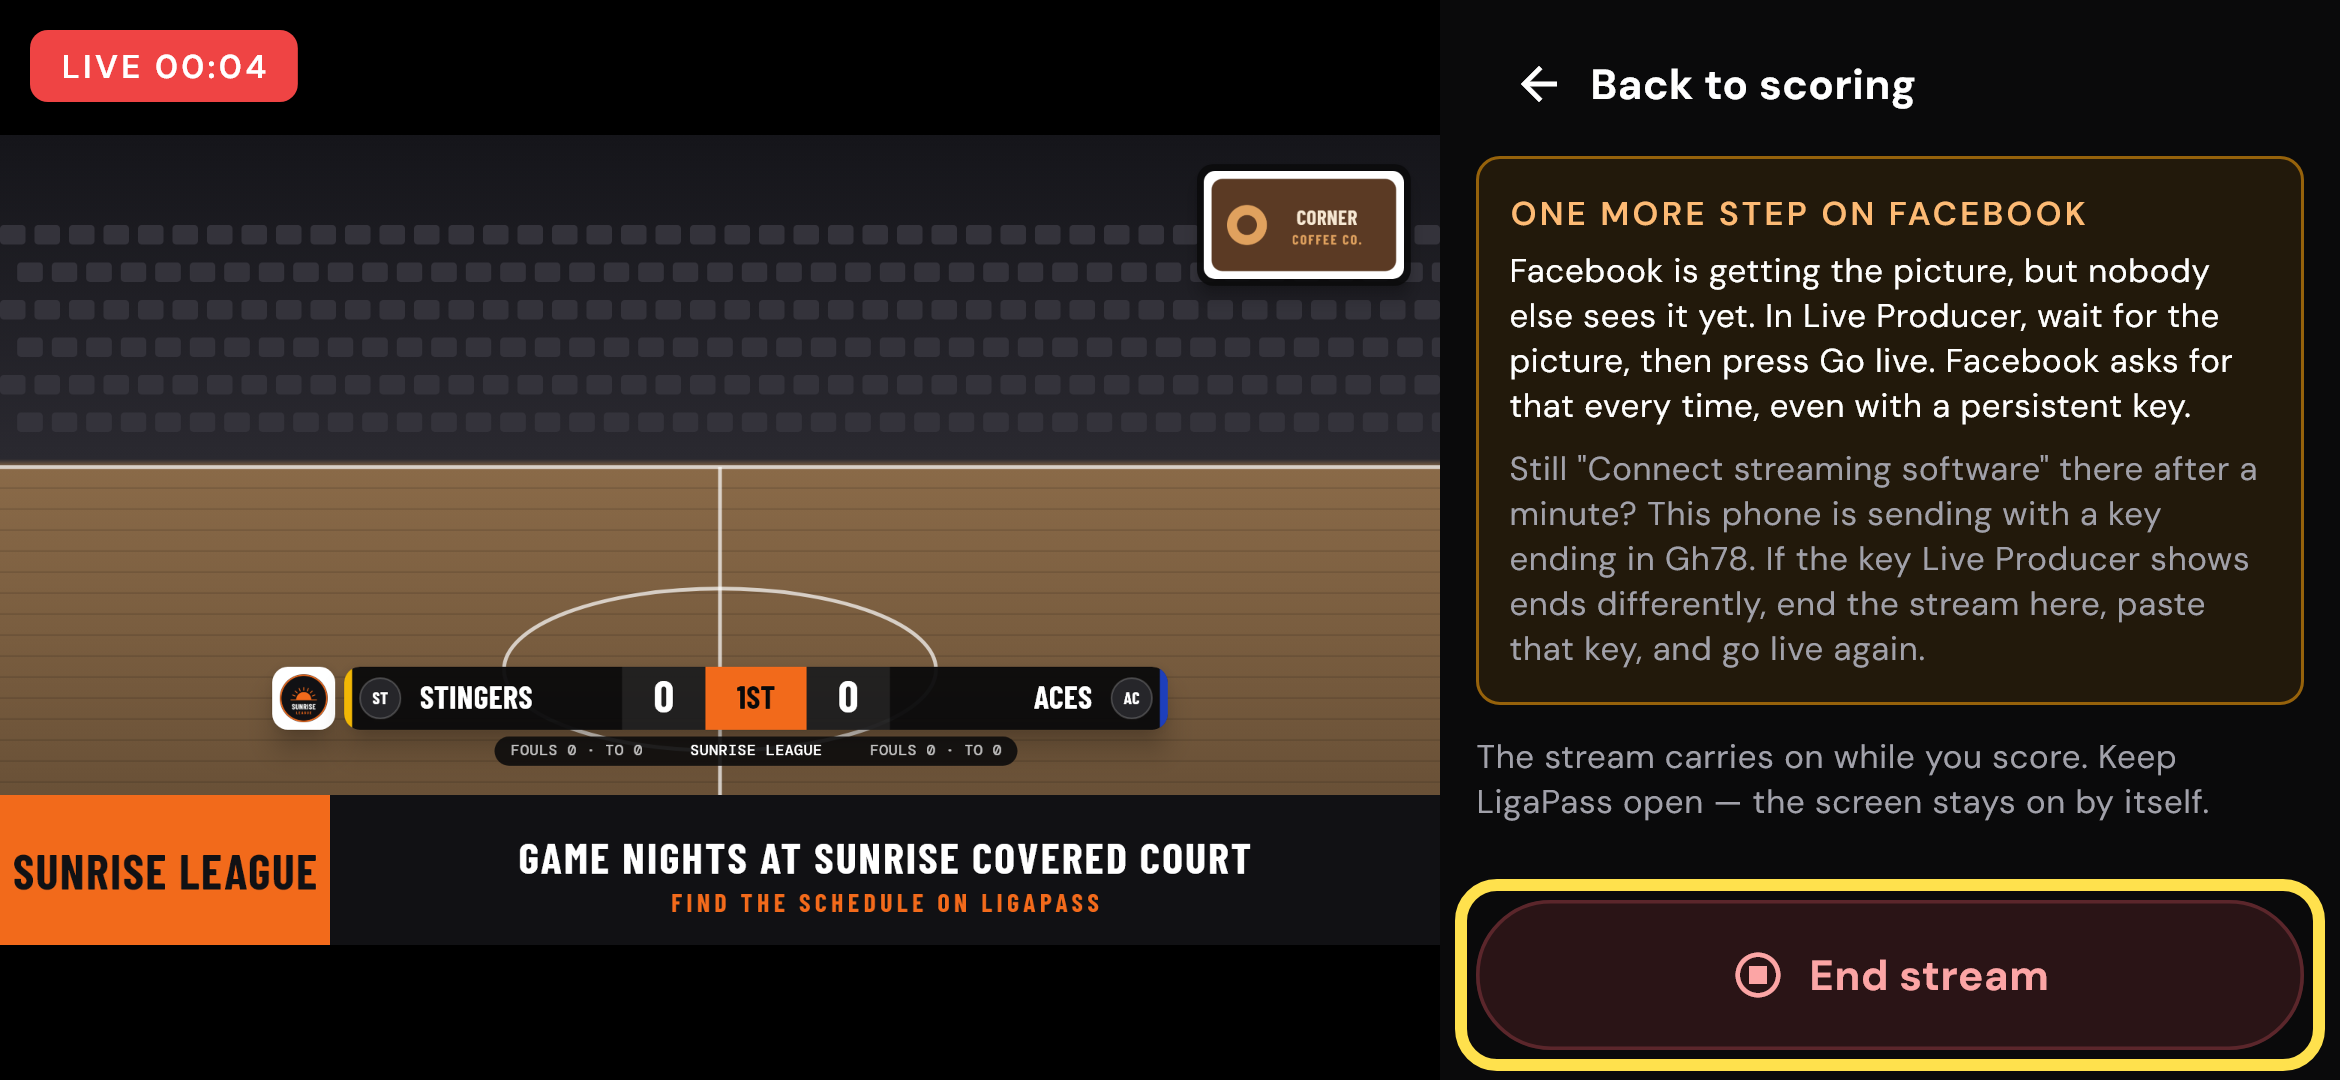 LIVE 00:04
CORNER
COFFEE CO.
SUNRISE
ST
STINGERS
0
1ST
0
ACES
AC
FOULS 0 · TO 0
SUNRISE LEAGUE
FOULS 0 · TO 0
SUNRISE LEAGUE
GAME NIGHTS AT SUNRISE COVERED COURT
FIND THE SCHEDULE ON LIGAPASS
Back to scoring
ONE MORE STEP ON FACEBOOK
Facebook is getting the picture, but nobody
else sees it yet. In Live Producer, wait for the
picture, then press Go live. Facebook asks for
that every time, even with a persistent key.
Still "Connect streaming software" there after a
minute? This phone is sending with a key
ending in Gh78. If the key Live Producer shows
ends differently, end the stream here, paste
that key, and go live again.
The stream carries on while you score. Keep
LigaPass open — the screen stays on by itself.
End stream